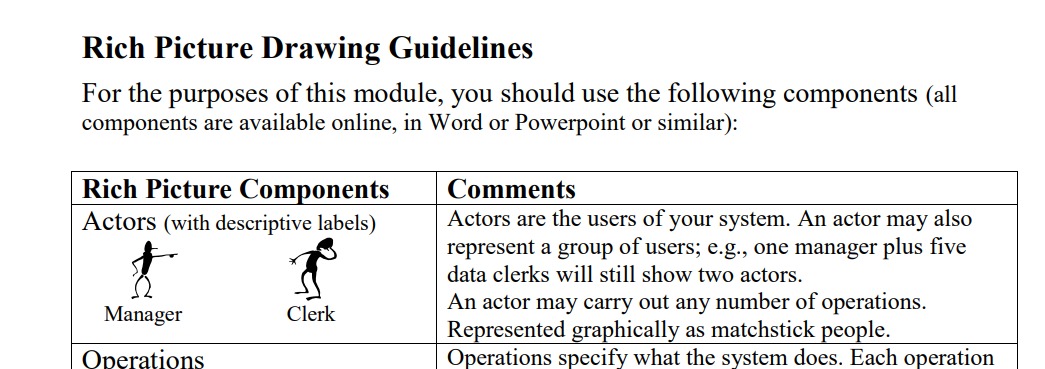 Rich Picture Drawing Guidelines
For the purposes of this module, you should use the following components (all
components are available online, in Word or Powerpoint or similar):
Rich Picture Components
Comments
Actors (with descriptive labels)
Manager
Clerk
Actors are the users of your system. An actor may also
represent a group of users; e.g., one manager plus five
data clerks will still show two actors.
An actor may carry out any number of operations.
Represented graphically as matchstick people.
Operations
Operations specify what the system does. Each operation